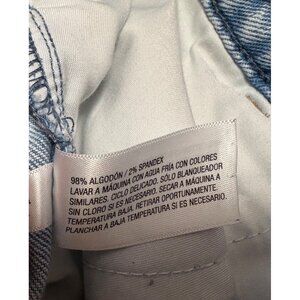 98% ALGODÓN / 2% SPANDEX
LAVAR A MÁQUINA CON AGUA FRÍA CON COLORES
SIMILARES. CICLO DELICADO. SÓLO BLANQUEADOR
SIN CLORO SI ES NECESARIO. SECAR A MÁQUINA
TEMPERATURA BAJA. RETIRAR OPORTUNAMENTE.
PLANCHAR A BAJA TEMPERATURA SI ES NECESARIO.